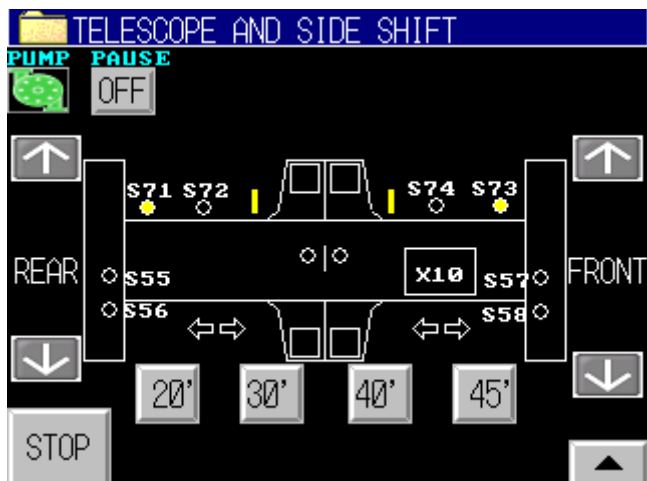 TELESCOPE AND SIDE SHIFT
PUMP PAUSE
OFF
S71 S72 S74 S73
REAR S55 X10 S57 FRONT
S56 S58
20' 30' 40' 45'
STOP